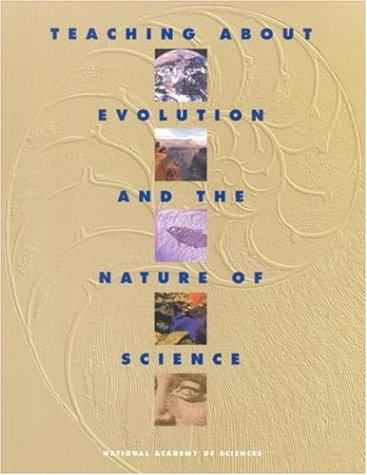 TEACHING ABOUT
EVOLUTION
AND THE
NATURE OF
SCIENCE
NATIONAL ACADEMY OF SCIENCES